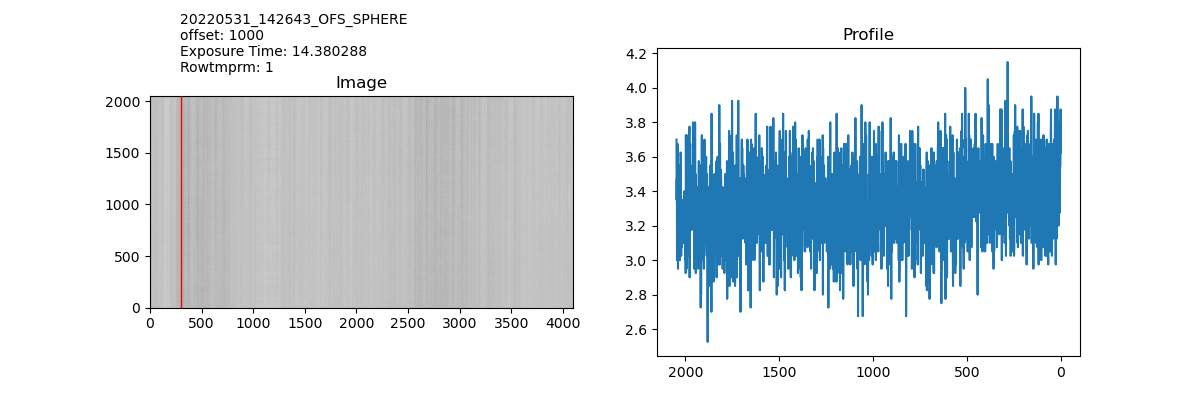 20220531_142643_OFS_SPHERE
offset: 1000
Exposure Time: 14.380288
Rowtmprm: 1
Image
2000
1500
1000
500
0
0 500 1000 1500 2000 2500 3000 3500 4000
Profile
4.2
4.0
3.8
3.6
3.4
3.2
3.0
2.8
2.6
2000 1500 1000 500 0